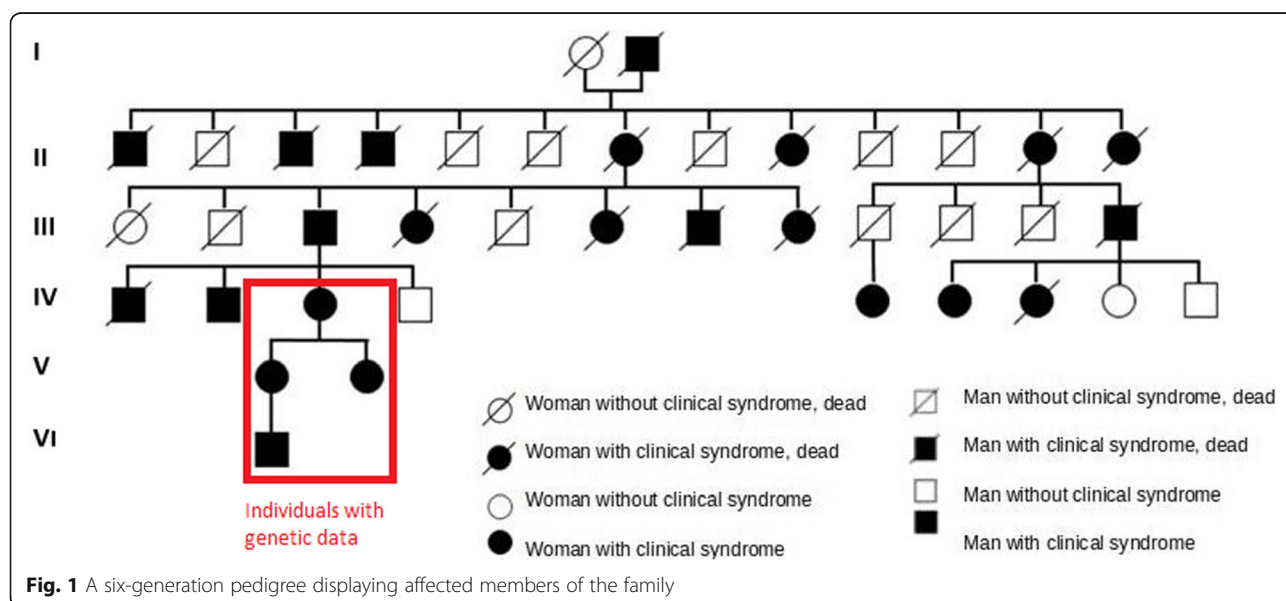 I
II
III
IV
V
VI
Individuals with
genetic data
Woman without clinical syndrome, dead
Woman with clinical syndrome, dead
Woman without clinical syndrome
Woman with clinical syndrome
Man without clinical syndrome, dead
Man with clinical syndrome, dead
Man without clinical syndrome
Man with clinical syndrome
Fig. 1 A six-generation pedigree displaying affected members of the family